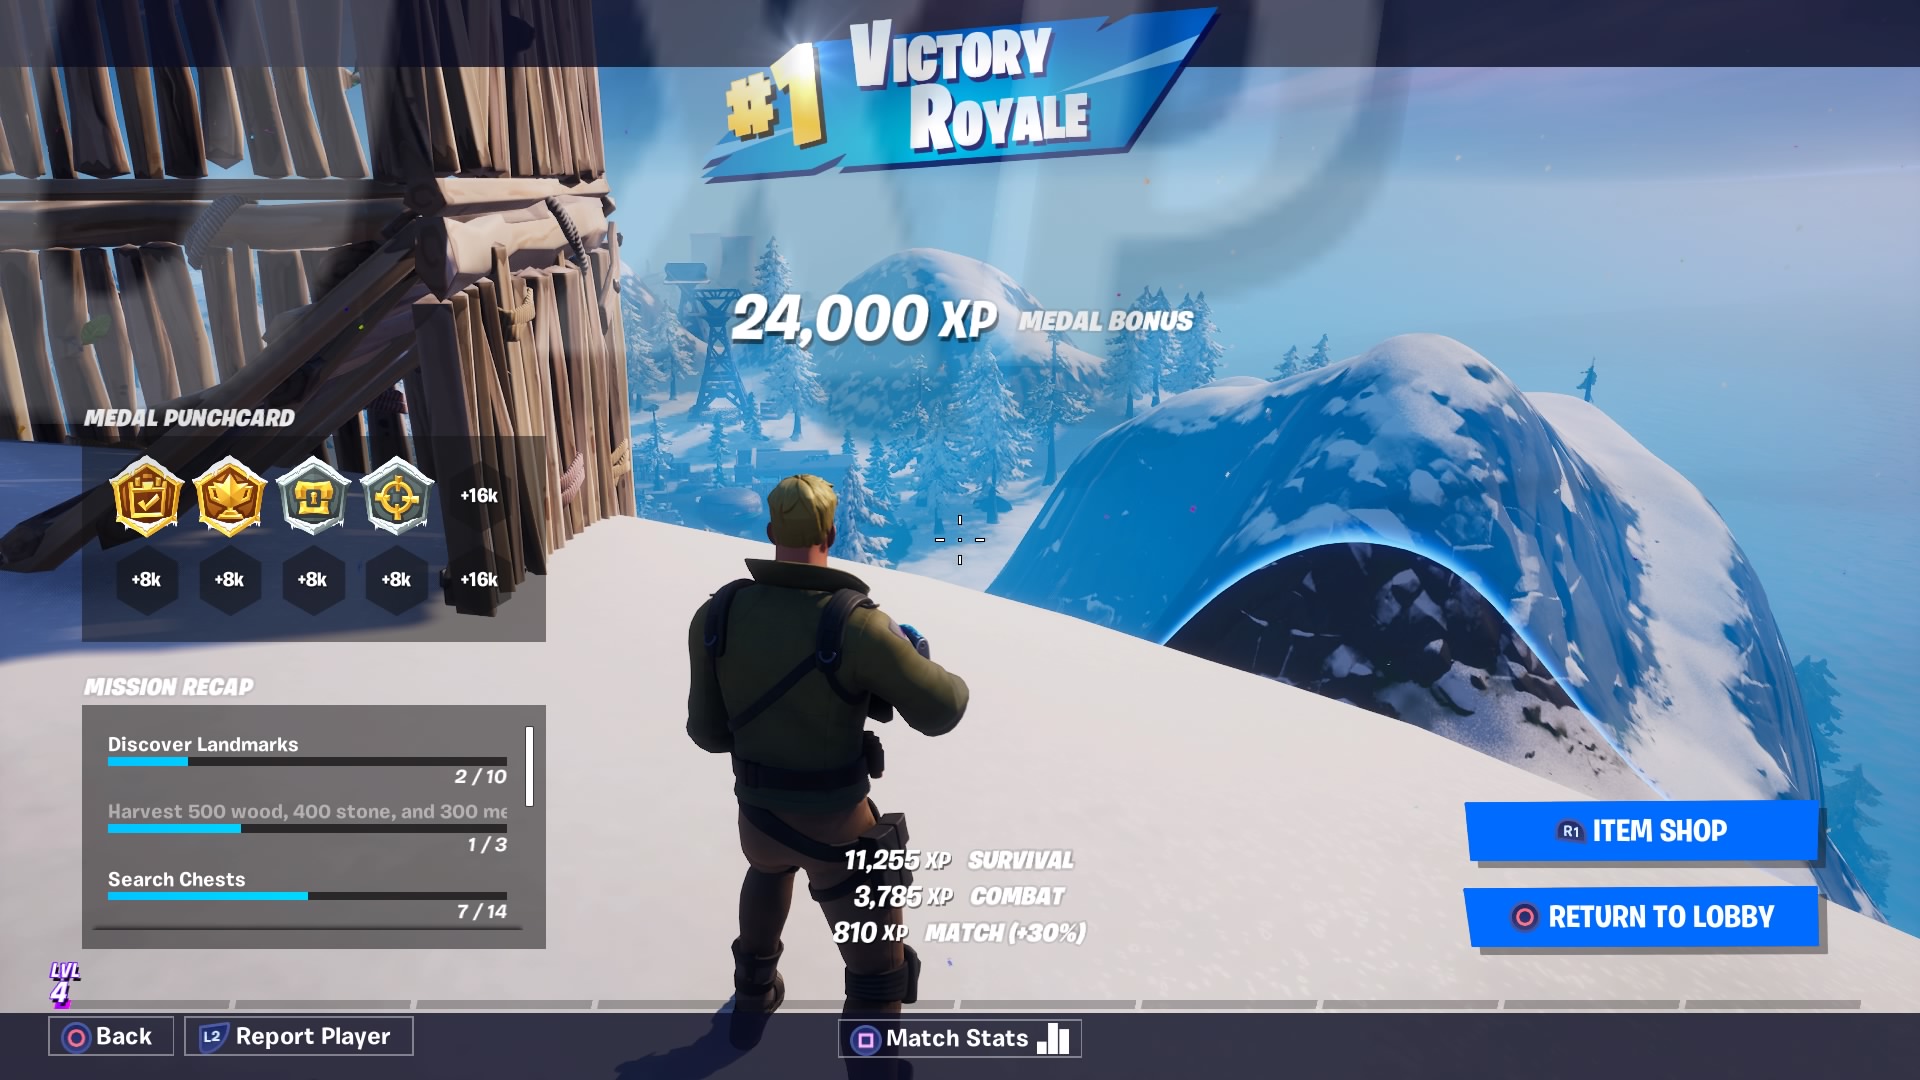 #1 VICTORY
ROYALE
24,000 XP MEDAL BONUS
MEDAL PUNCHCARD
+16k
+8k +8k +8k +8k +16k
MISSION RECAP
Discover Landmarks
2 / 10
Harvest 500 wood, 400 stone, and 300 me
1 / 3
Search Chests
7 / 14
11,255 XP SURVIVAL
3,785 XP COMBAT
810 XP MATCH (+30%)
R1 ITEM SHOP
RETURN TO LOBBY
LVL
4
Back
L2 Report Player
Match Stats